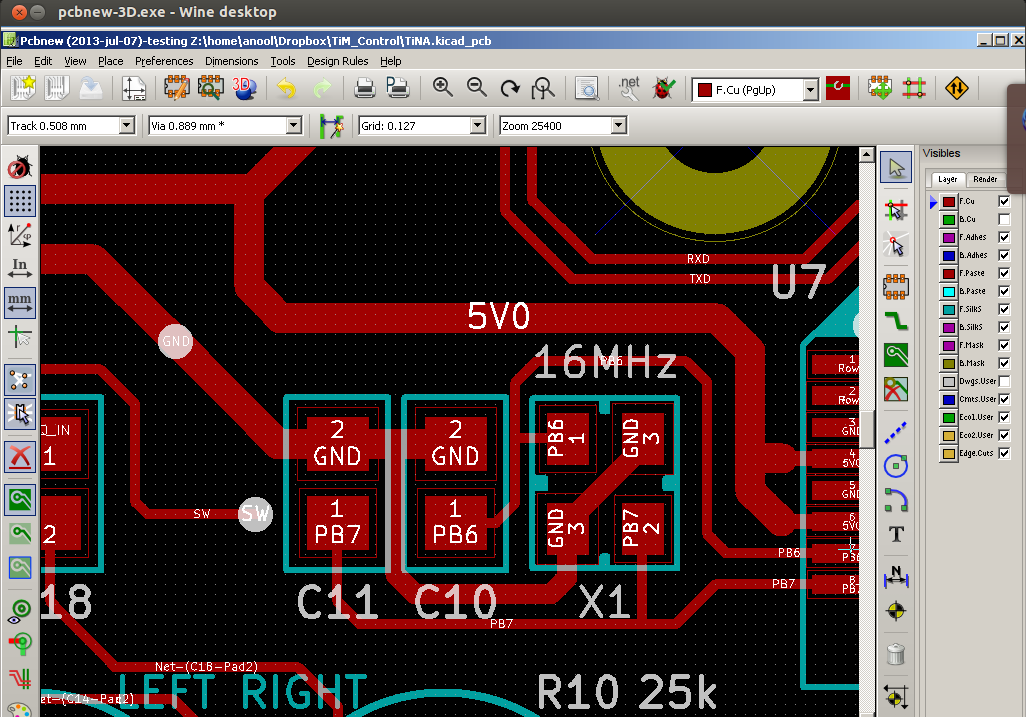 pcbnew-3D.exe - Wine desktop
Pcbnew (2013-jul-07)-testing Z:\home\anool\Dropbox\TiM_Control\TiNA.kicad_pcb
File Edit View Place Preferences Dimensions Tools Design Rules Help
3D
.net
F.Cu (PgUp)
Track 0.508 mm
Via 0.889 mm *
Grid: 0.127
Zoom 25400
In
mm
Visibles
Layer Render
F.Cu
B.Cu
F.Adhes
B.Adhes
F.Paste
B.Paste
F.SilkS
B.SilkS
F.Mask
B.Mask
Dwgs.User
Cmts.User
Eco1.User
Eco2.User
Edge.Cuts
T
N
RXD
TXD
U7
5V0
GND
16MHz
PB6
1
Row
2
Row
3
GND
4
5V0
5
GND
6
5V0
PB6
PB6
PB7
PB7
Q_IN
1
2
2
GND
2
GND
PB6
1
GND
3
1
PB7
1
PB6
GND
3
PB7
2
SW
SW
18
C11
C10
X1
PB7
Net-(C16-Pad2)
et-(C14-Pad2)
LEFT RIGHT
R10 25k